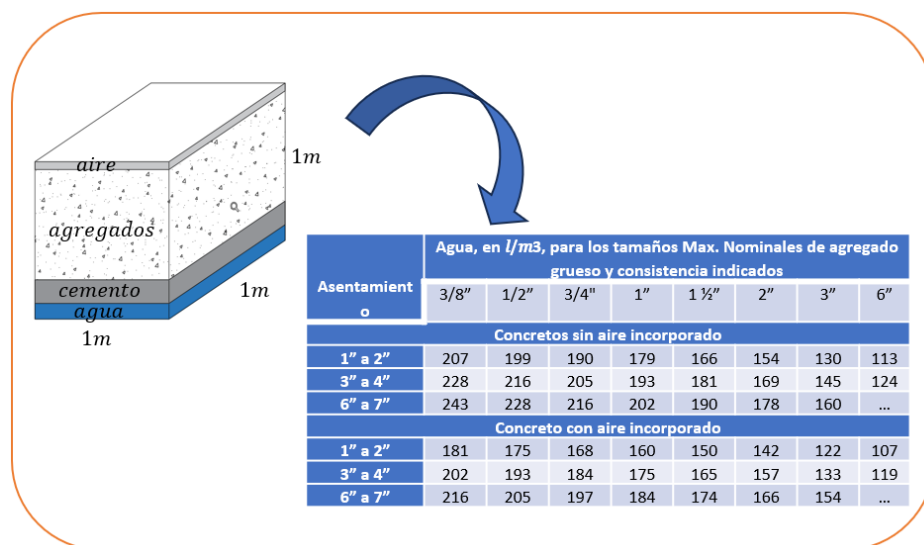 aire
agregados
cemento
agua
1m
1m
1m
Asentamient
o
Agua, en l/m3, para los tamaños Max. Nominales de agregado
grueso y consistencia indicados
3/8” 1/2” 3/4" 1” 1 ½” 2” 3” 6”
Concretos sin aire incorporado
1” a 2” 207 199 190 179 166 154 130 113
3” a 4” 228 216 205 193 181 169 145 124
6” a 7” 243 228 216 202 190 178 160 ...
Concreto con aire incorporado
1” a 2” 181 175 168 160 150 142 122 107
3” a 4” 202 193 184 175 165 157 133 119
6” a 7” 216 205 197 184 174 166 154 ...